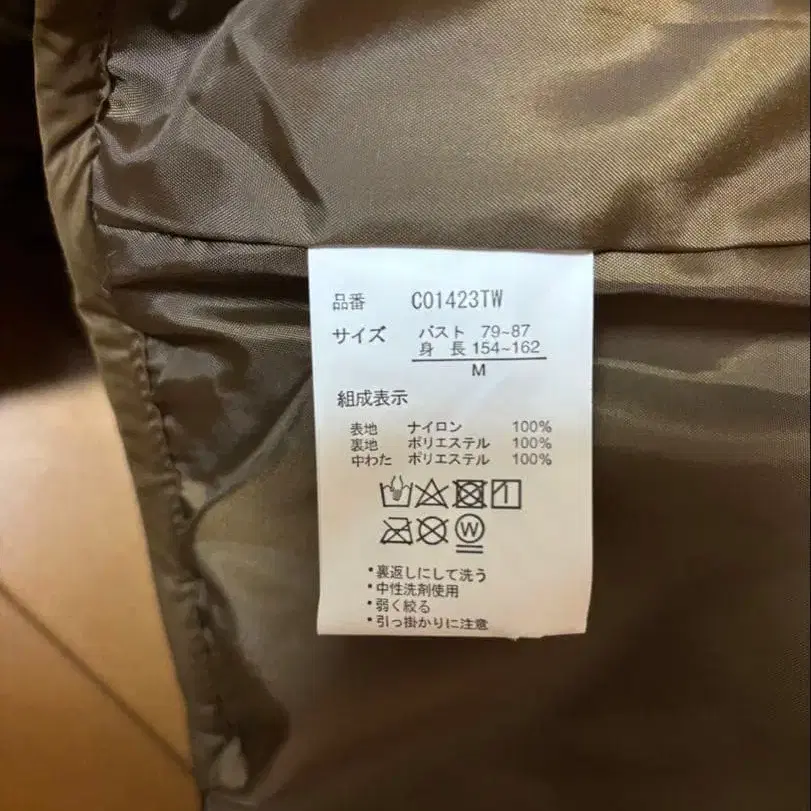 品番 C01423TW
サイズ バスト 79~87
身 長 154~162
M
組成表示
表地 ナイロン 100%
裏地 ポリエステル 100%
中わた ポリエステル 100%
W
•裏返しにして洗う
•中性洗剤使用
•弱く絞る
•引っ掛かりに注意